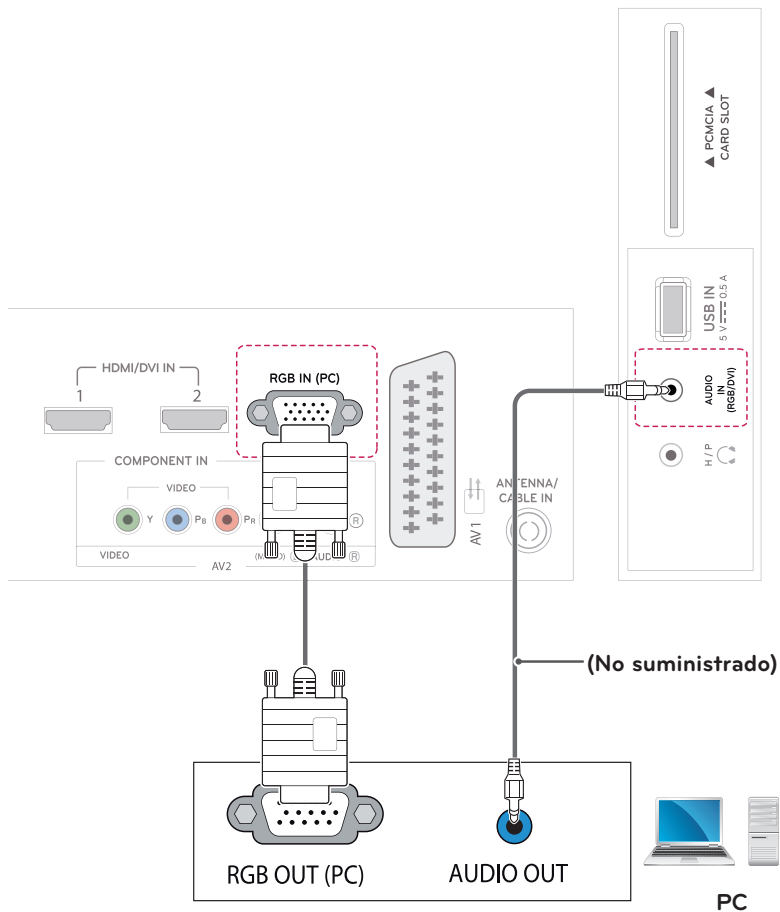 ▲ PCMCIA ▲
CARD SLOT
USB IN
5 V 0.5 A
AUDIO
IN
(RGB/DVI)
H / P
HDMI/DVI IN
1
2
RGB IN (PC)
COMPONENT IN
VIDEO
Y
PB
PR
R
VIDEO
AUD
R
AV2
AV1
ANTENNA/
CABLE IN
(No suministrado)
RGB OUT (PC)
AUDIO OUT
PC